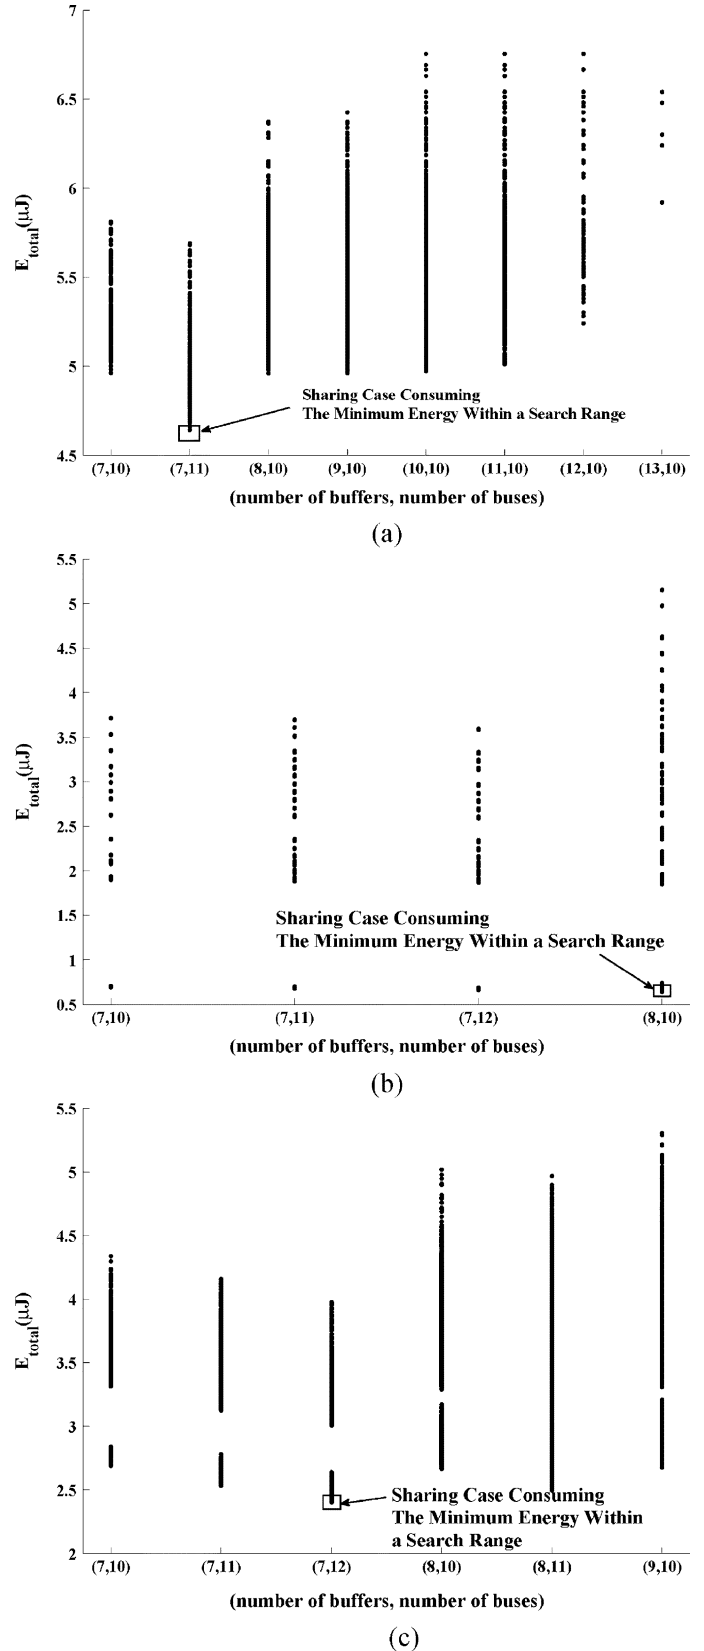 7
6.5
6
5.5
5
4.5
E_total(μJ)
Sharing Case Consuming
The Minimum Energy Within a Search Range
(7,10) (7,11) (8,10) (9,10) (10,10) (11,10) (12,10) (13,10)
(number of buffers, number of buses)
(a)
5.5
5
4.5
4
3.5
3
2.5
2
1.5
1
0.5
E_total(μJ)
Sharing Case Consuming
The Minimum Energy Within a Search Range
(7,10) (7,11) (7,12) (8,10)
(number of buffers, number of buses)
(b)
5.5
5
4.5
4
3.5
3
2.5
2
E_total(μJ)
Sharing Case Consuming
The Minimum Energy Within
a Search Range
(7,10) (7,11) (7,12) (8,10) (8,11) (9,10)
(number of buffers, number of buses)
(c)